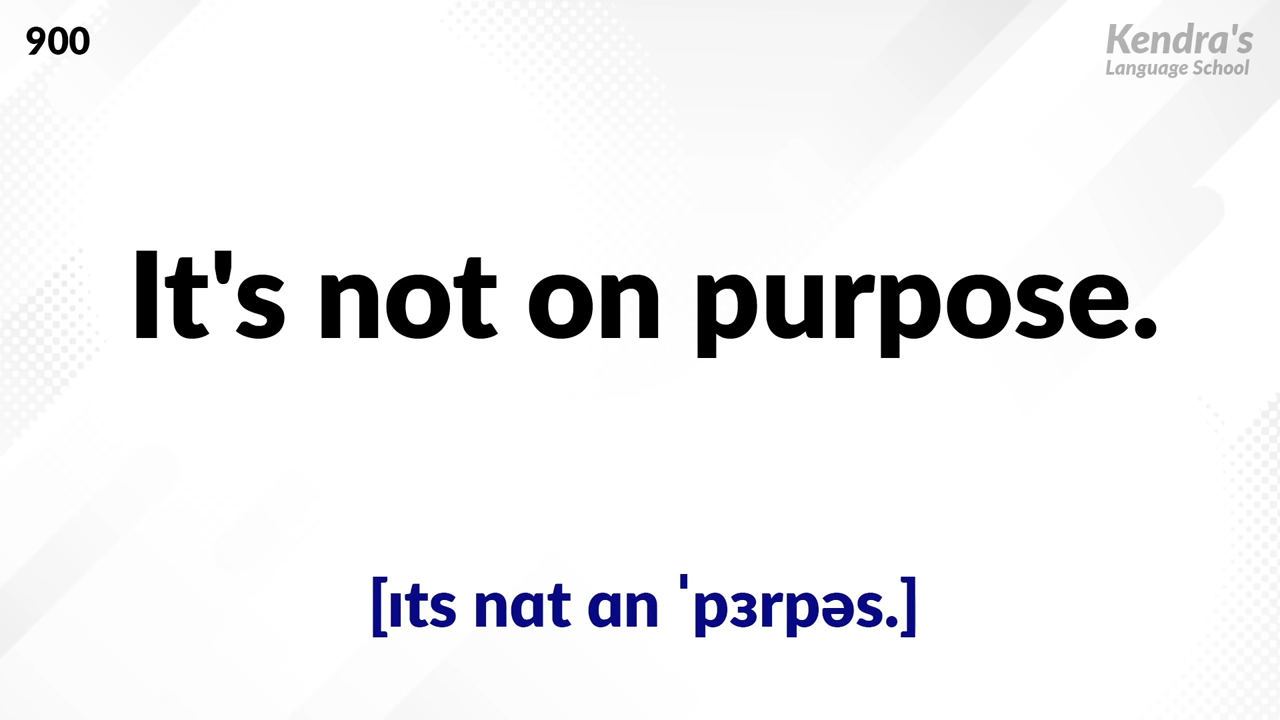 900
Kendra's
Language School
It's not on purpose.
[ɪts nɑt ɑn ˈpɜrpəs.]